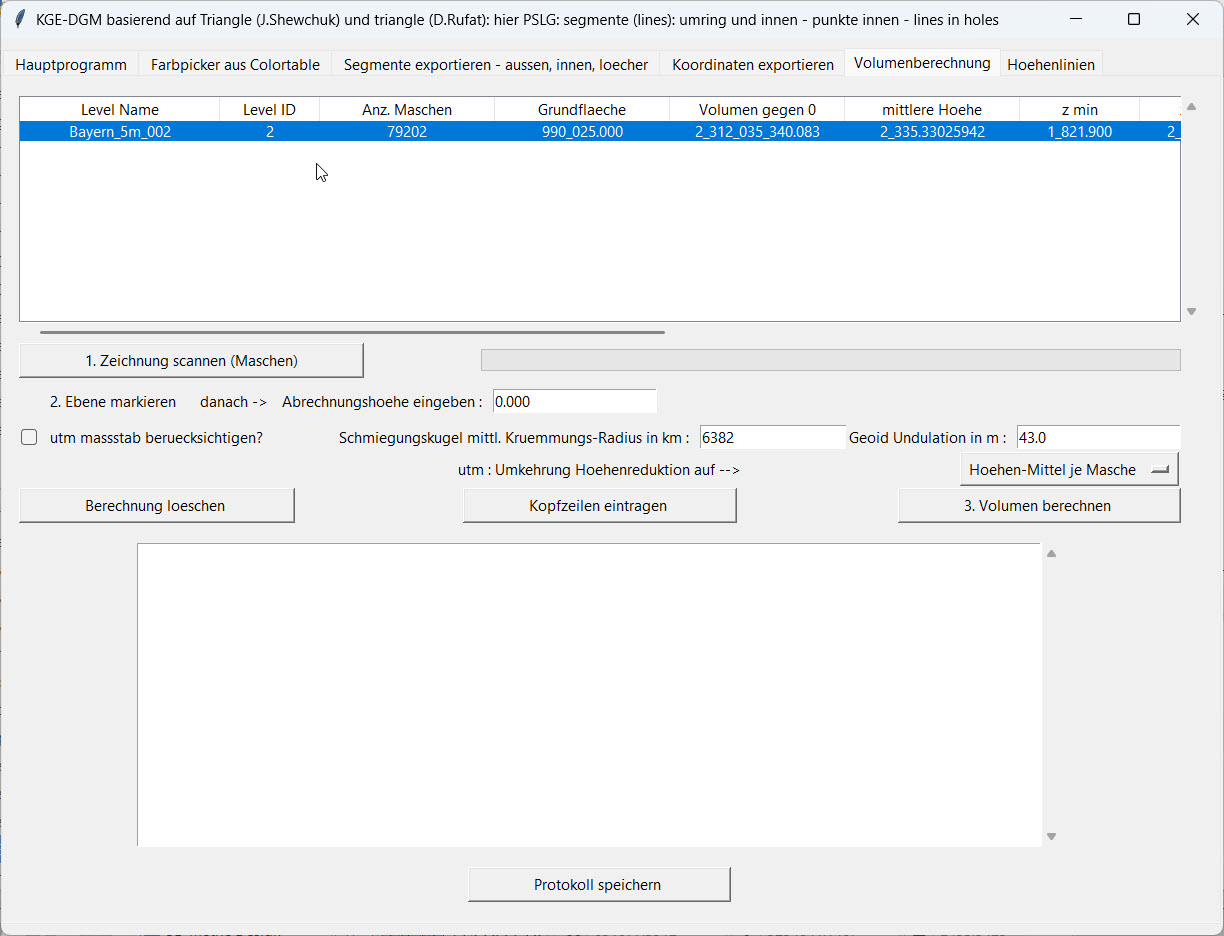 KGE-DGM basierend auf Triangle (J.Shewchuk) und triangle (D.Rufat): hier PSLG: segmente (lines): umring und innen - punkte innen - lines in holes
Hauptprogramm Farbpicker aus Colortable Segmente exportieren - aussen, innen, loecher Koordinaten exportieren Volumenberechnung Hoehenlinien
Level Name Level ID Anz. Maschen Grundflaeche Volumen gegen 0 mittlere Hoehe z min
Bayern_5m_002 2 79202 990_025.000 2_312_035_340.083 2_335.33025942 1_821.900 2_
1. Zeichnung scannen (Maschen)
2. Ebene markieren danach -> Abrechnungshoehe eingeben : 0.000
utm massstab beruecksichtigen? Schmiegungskugel mittl. Kruemmungs-Radius in km : 6382 Geoid Undulation in m : 43.0
utm : Umkehrung Hoehenreduktion auf --> Hoehen-Mittel je Masche
Berechnung loeschen Kopfzeilen eintragen 3. Volumen berechnen
Protokoll speichern